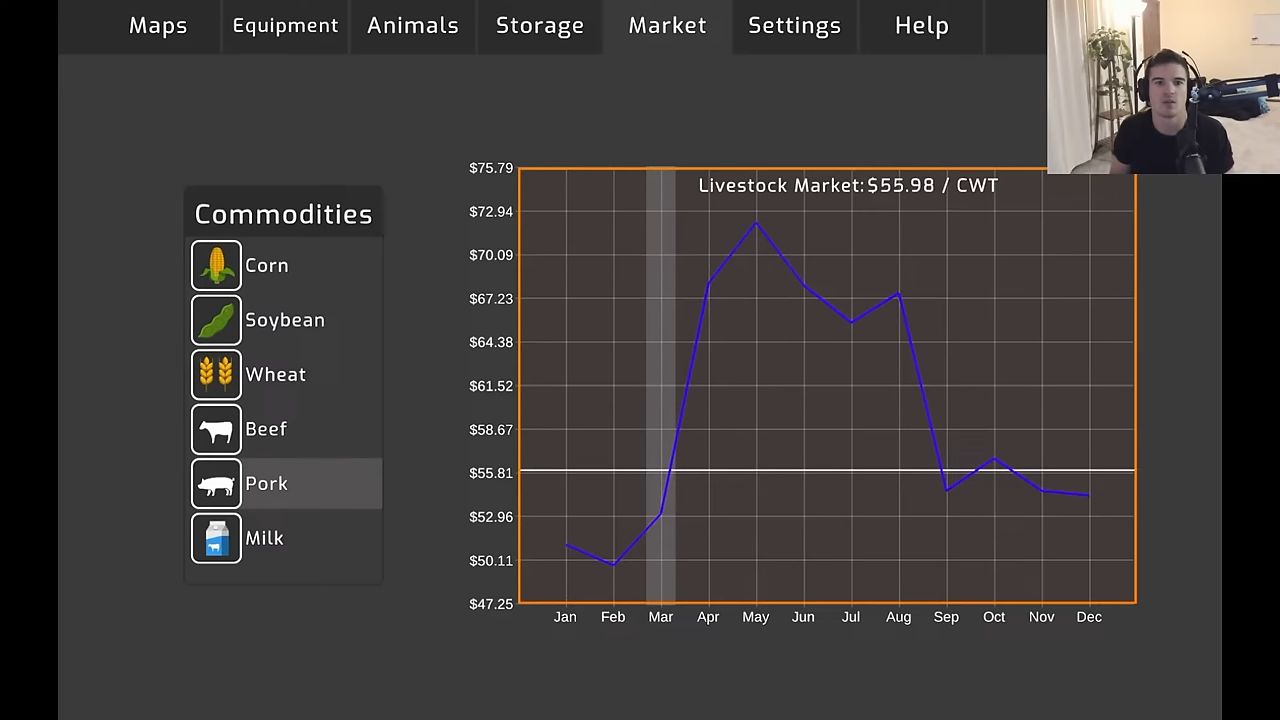 Maps Equipment Animals Storage Market Settings Help
Commodities
Corn
Soybean
Wheat
Beef
Pork
Milk
Livestock Market: $55.98 / CWT
$75.79
$72.94
$70.09
$67.23
$64.38
$61.52
$58.67
$55.81
$52.96
$50.11
$47.25
Jan Feb Mar Apr May Jun Jul Aug Sep Oct Nov Dec